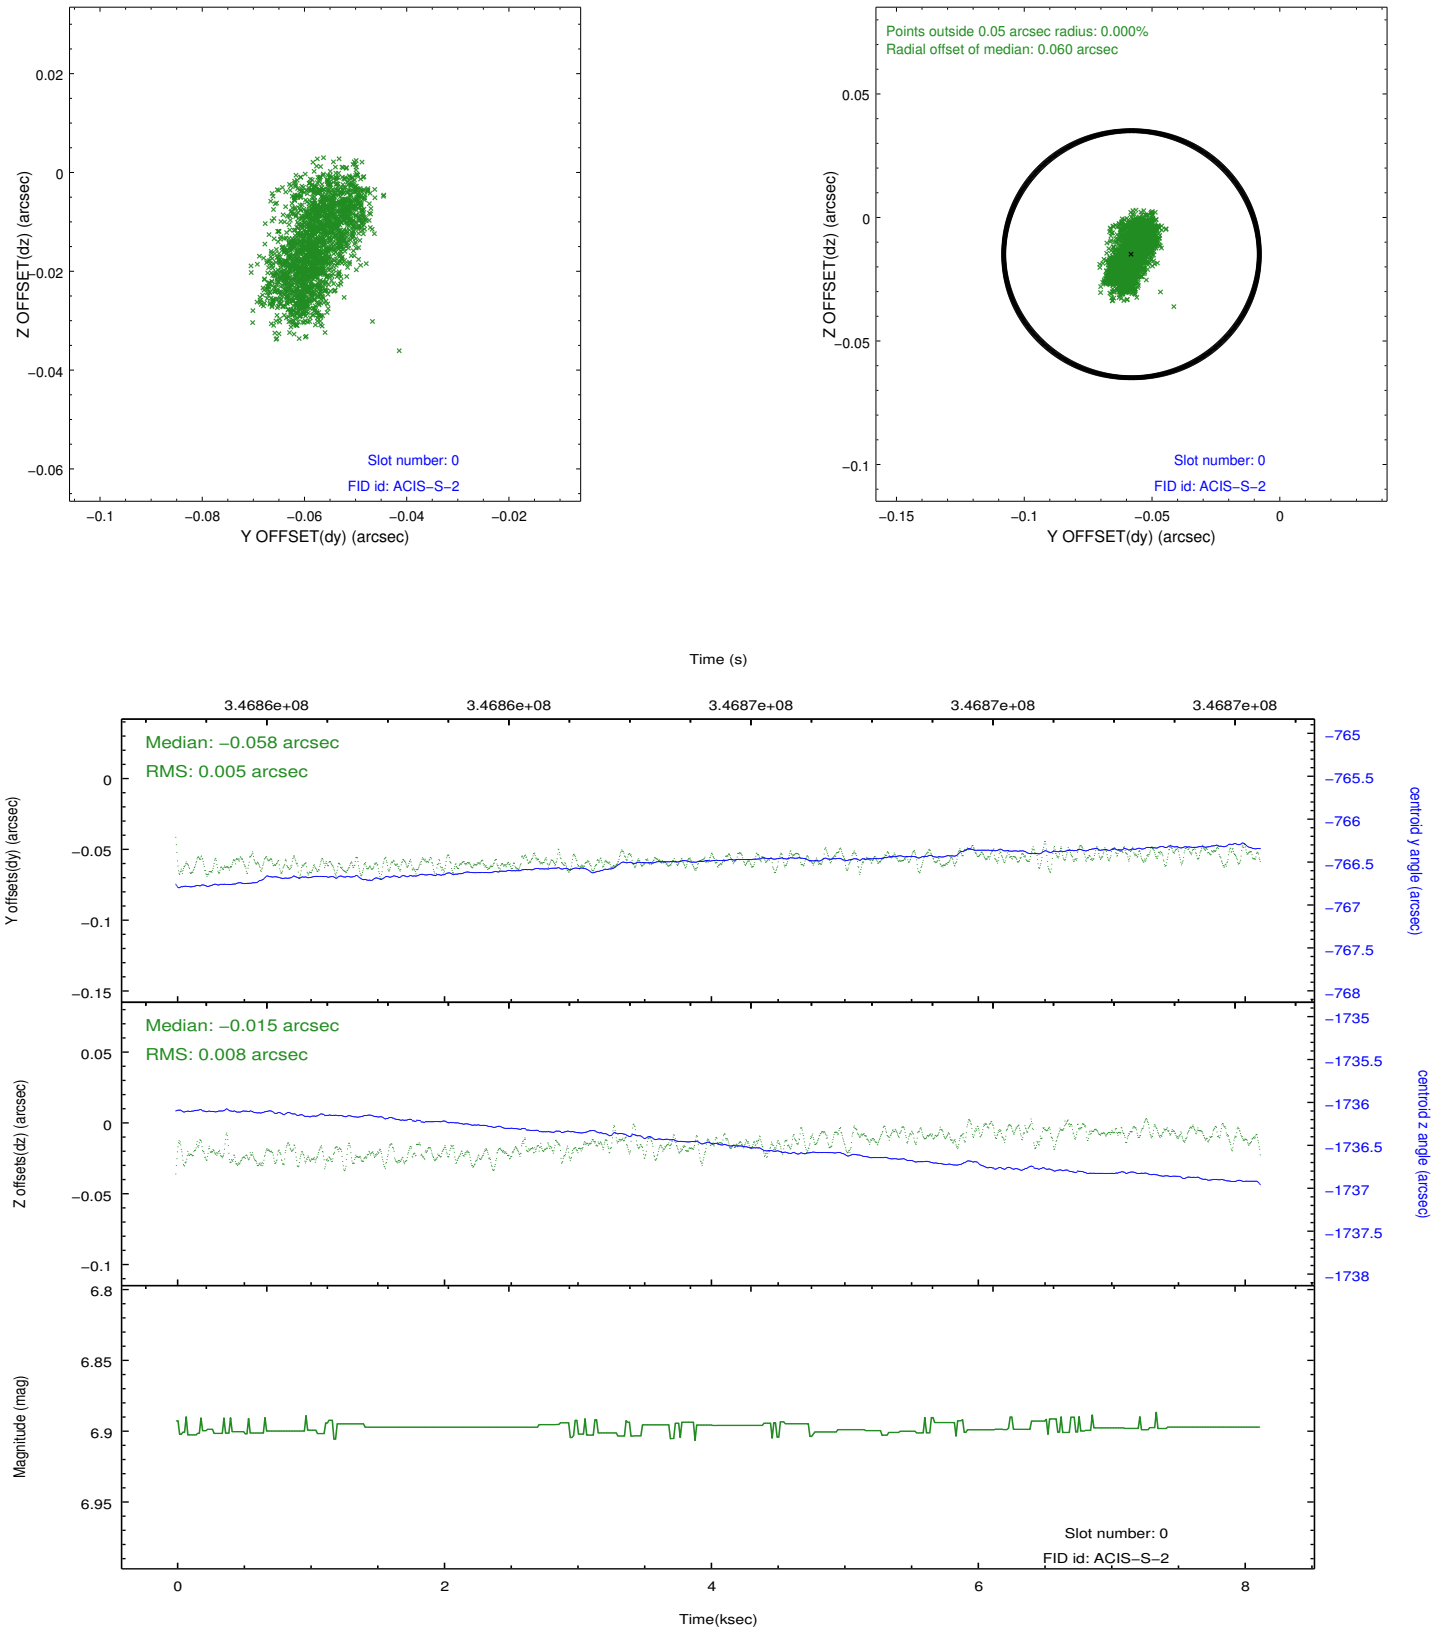 0.02
0
−0.02
−0.04
−0.06
Z OFFSET(dz) (arcsec)
Slot number: 0
FID id: ACIS−S−2
−0.1
−0.08
−0.06
−0.04
−0.02
Y OFFSET(dy) (arcsec)
Points outside 0.05 arcsec radius: 0.000%
Radial offset of median: 0.060 arcsec
0.05
0
−0.05
−0.1
Z OFFSET(dz) (arcsec)
Slot number: 0
FID id: ACIS−S−2
−0.15
−0.1
−0.05
0
Y OFFSET(dy) (arcsec)
Time (s)
3.4686e+08
3.4686e+08
3.4687e+08
3.4687e+08
3.4687e+08
Median: −0.058 arcsec
RMS: 0.005 arcsec
0
−0.05
−0.1
−0.15
Y offsets(dy) (arcsec)
−765
−765.5
−766
−766.5
−767
−767.5
−768
centroid y angle (arcsec)
Median: −0.015 arcsec
RMS: 0.008 arcsec
0.05
0
−0.05
−0.1
Z offsets(dz) (arcsec)
−1735
−1735.5
−1736
−1736.5
−1737
−1737.5
−1738
centroid z angle (arcsec)
6.8
6.85
6.9
6.95
Magnitude (mag)
Slot number: 0
FID id: ACIS−S−2
0
2
4
6
8
Time(ksec)